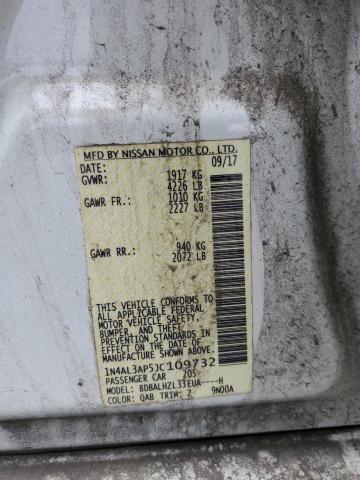 MFD BY NISSAN MOTOR CO., LTD.
DATE: 09/17
GVWR: 1917 KG
4226 LB
GAWR FR: 1010 KG
2227 LB
GAWR RR: 940 KG
2072 LB
THIS VEHICLE CONFORMS TO
ALL APPLICABLE FEDERAL
MOTOR VEHICLE SAFETY,
BUMPER, AND THEFT
PREVENTION STANDARDS
IN EFFECT ON THE DATE OF
MANUFACTURE SHOWN
ABOVE.
1N4AL3AP5JC109732
PASSENGER CAR 205
MODEL: BDBALHZL33EUA----H
COLOR: QAB TRIM: Z 9N00A